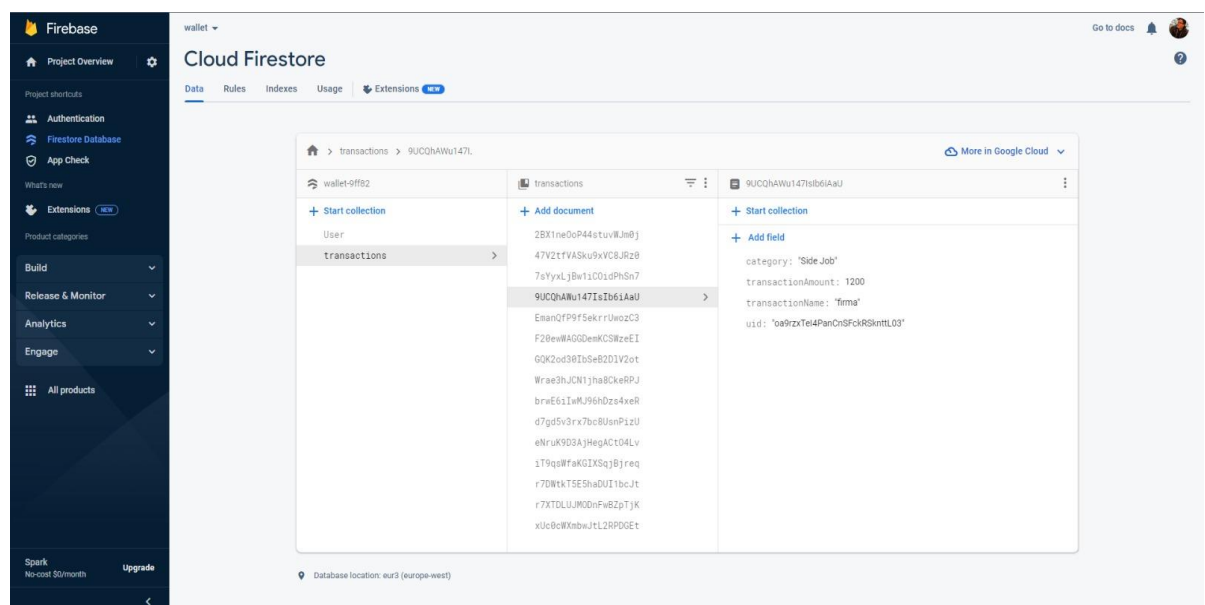 Firebase
Project Overview
Project shortcuts
Authentication
Firestore Database
App Check
What's new
Extensions NEW
Product categories
Build
Release & Monitor
Analytics
Engage
All products
Spark
No-cost $0/month
Upgrade
wallet
Go to docs
Cloud Firestore
Data Rules Indexes Usage Extensions NEW
transactions > 9UCQhAWu147I.
More in Google Cloud
wallet-9ff82
+ Start collection
User
transactions
transactions
+ Add document
2BX1neOoP44stuvWJm0j
47V2tfVASku9xVC8JRz0
7sYyxLjBw1iCOidPhSn7
9UCQhAWu147IsIb6iAaU
EmanQfP9f5ekrrUwozC3
F20ewWAGGDemKCSWzeEI
GQK2od30IbSeB2DlV2ot
Wrae3hJCN1jha8CkeRPJ
brwE6iIwMJ96hDzs4xeR
d7gd5v3rx7bc8UsnPizU
eNruK9D3AjHegACtO4Lv
iT9qsWfaKGIXSqjBjreq
r7DWtkT5E5haDUI1bcJt
r7XTDLUJMODnFwBZpTjK
xUc0cWXmbwJtL2RPDGEt
9UCQhAWu147IsIb6iAaU
+ Start collection
+ Add field
category: "Side Job"
transactionAmount: 1200
transactionName: "firma"
uid: "oa9rzxTeI4PanCnSFckRSknttL03"
Database location: eur3 (europe-west)